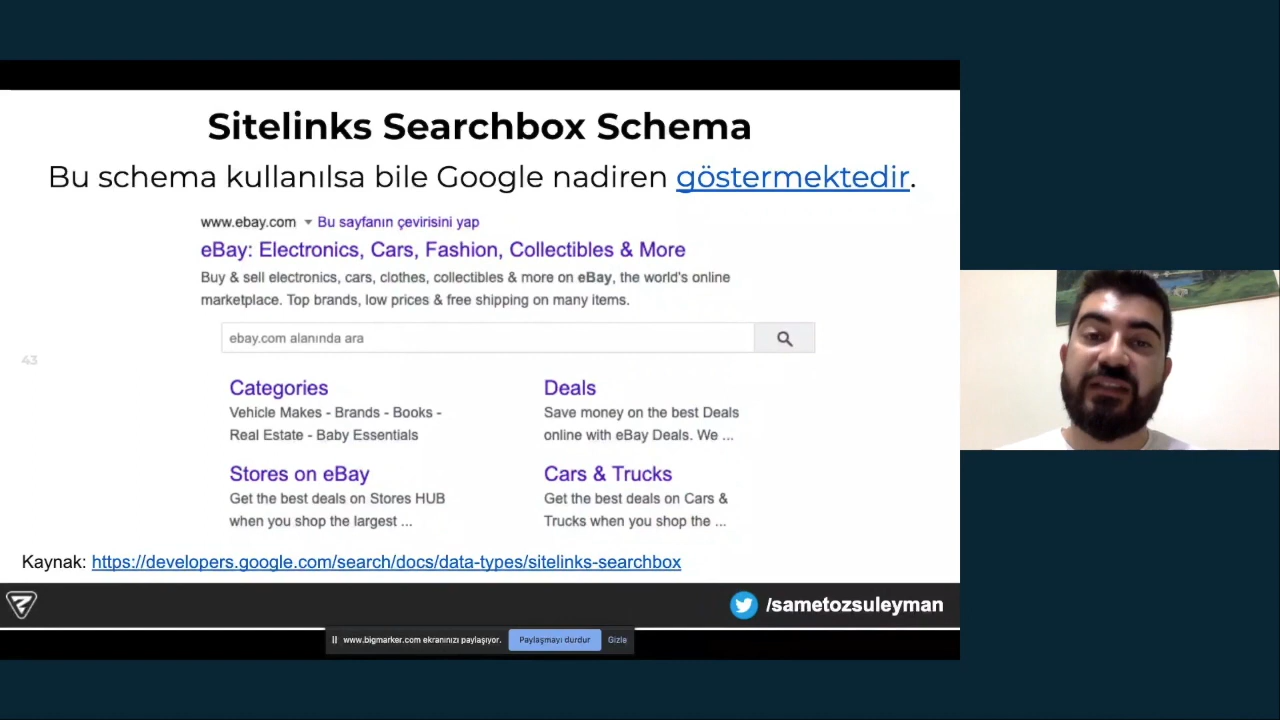 Sitelinks Searchbox Schema
Bu schema kullanılsa bile Google nadiren göstermektedir.
www.ebay.com ▾ Bu sayfanın çevirisini yap
eBay: Electronics, Cars, Fashion, Collectibles & More
Buy & sell electronics, cars, clothes, collectibles & more on eBay, the world's online
marketplace. Top brands, low prices & free shipping on many items.
ebay.com alanında ara
43
Categories
Vehicle Makes - Brands - Books -
Real Estate - Baby Essentials
Deals
Save money on the best Deals
online with eBay Deals. We ...
Stores on eBay
Get the best deals on Stores HUB
when you shop the largest ...
Cars & Trucks
Get the best deals on Cars &
Trucks when you shop the ...
Kaynak: https://developers.google.com/search/docs/data-types/sitelinks-searchbox
/sametozsuleyman
www.bigmarker.com ekranınızı paylaşıyor. Paylaşmayı durdur Gizle